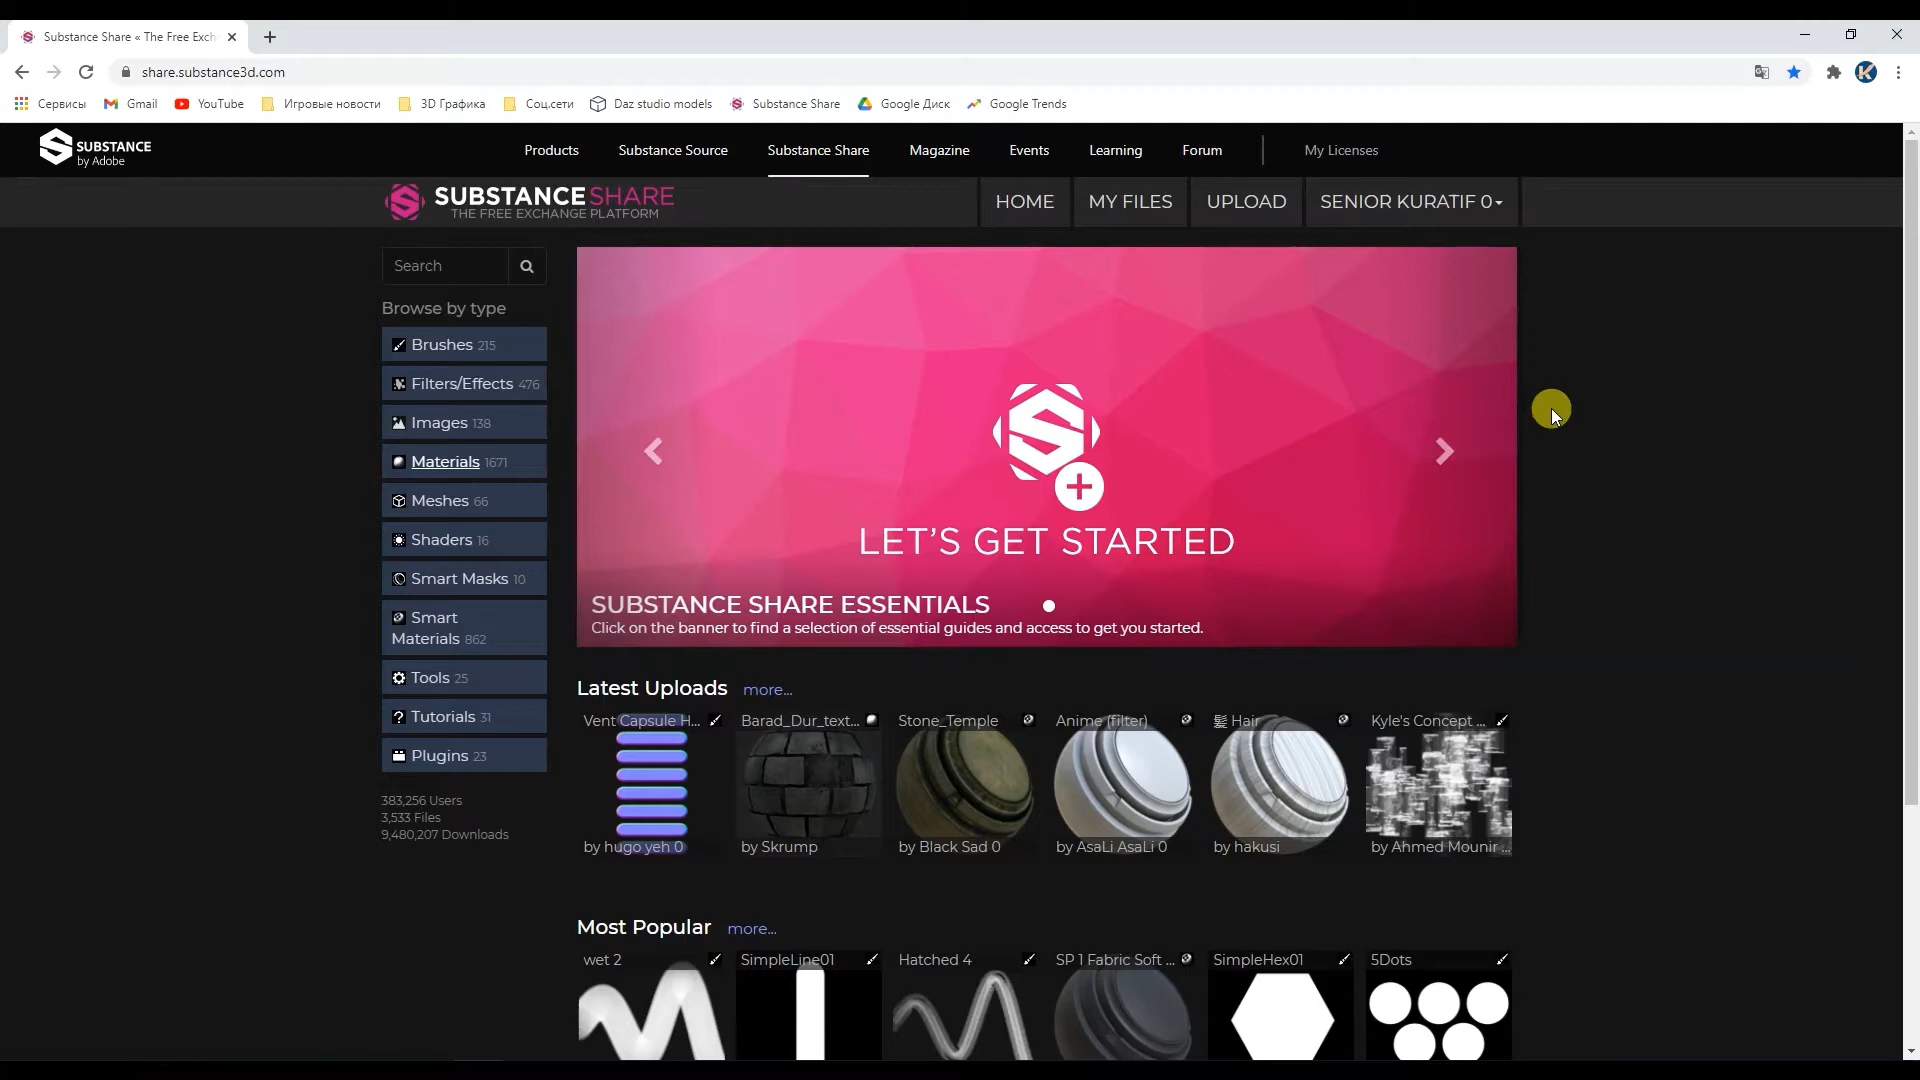 Substance Share « The Free Exch
share.substance3d.com
Сервисы
Gmail
YouTube
Игровые новости
3D Графика
Соц.сети
Daz studio models
Substance Share
Google Диск
Google Trends
SUBSTANCE
by Adobe
Products
Substance Source
Substance Share
Magazine
Events
Learning
Forum
My Licenses
SUBSTANCE SHARE
THE FREE EXCHANGE PLATFORM
HOME
MY FILES
UPLOAD
SENIOR KURATIF 0
Search
Browse by type
Brushes 215
Filters/Effects 476
Images 138
Materials 1671
Meshes 66
Shaders 16
Smart Masks 10
Smart
Materials 862
Tools 25
Tutorials 31
Plugins 23
383,256 Users
3,533 Files
9,480,207 Downloads
LET'S GET STARTED
SUBSTANCE SHARE ESSENTIALS
Click on the banner to find a selection of essential guides and access to get you started.
Latest Uploads more...
Vent Capsule H...
Barad_Dur_text...
Stone_Temple
Anime (filter)
髪 Hair
Kyle's Concept ...
by hugo yeh 0
by Skrump
by Black Sad 0
by AsaLi AsaLi 0
by hakusi
by Ahmed Mounir ...
Most Popular more...
wet 2
SimpleLine01
Hatched 4
SP 1 Fabric Soft ...
SimpleHex01
5Dots